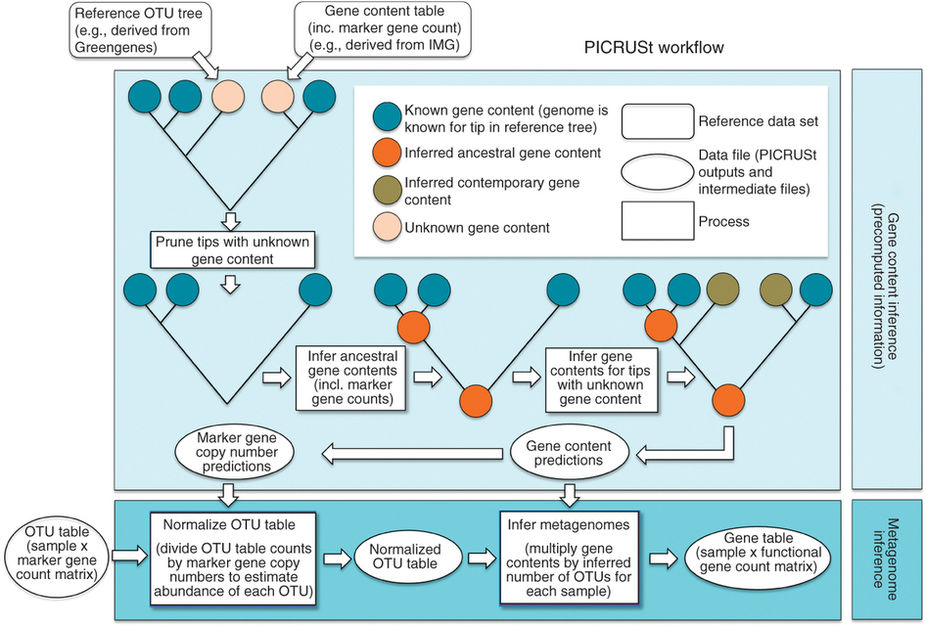 Reference OTU tree
(e.g., derived from
Greengenes)
Gene content table
(inc. marker gene count)
(e.g., derived from IMG)
PICRUSt workflow
Known gene content (genome is
known for tip in reference tree)
Inferred ancestral gene content
Inferred contemporary gene
content
Unknown gene content
Reference data set
Data file (PICRUSt
outputs and
intermediate files)
Process
Gene content inference
(precomputed information)
Prune tips with unknown
gene content
Infer ancestral
gene contents
(incl. marker
gene counts)
Infer gene
contents for tips
with unknown
gene content
Marker gene
copy number
predictions
Gene content
predictions
OTU table
(sample x
marker gene
count matrix)
Normalize OTU table
(divide OTU table counts
by marker gene copy
numbers to estimate
abundance of each OTU)
Normalized
OTU table
Infer metagenomes
(multiply gene
contents by inferred
number of OTUs for
each sample)
Gene table
(sample x functional
gene count matrix)
Metagenome
inference